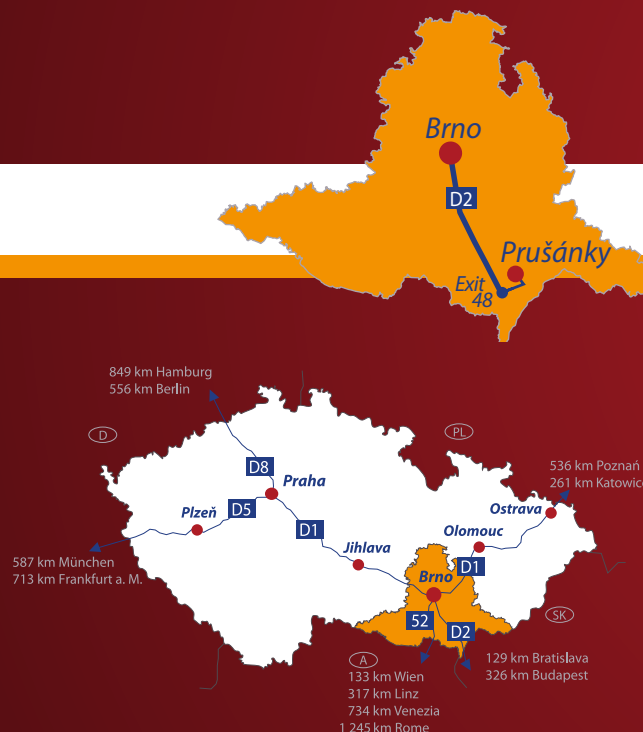 Brno
D2
Prušánky
Exit
48
849 km Hamburg
556 km Berlin
D
PL
D8
Praha
536 km Poznań
261 km Katowice
Plzeň
D5
Ostrava
D1
Olomouc
Jihlava
587 km München
713 km Frankfurt a. M.
D1
Brno
52
D2
SK
A
129 km Bratislava
326 km Budapest
133 km Wien
317 km Linz
734 km Venezia
1 245 km Rome